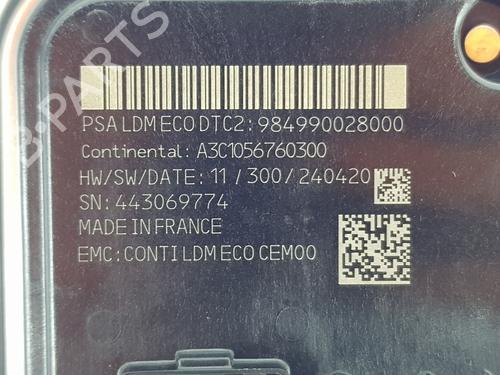 B-PARTS
PSA LDM ECO DTC2:984990028000
Continental: A3C1056760300
HW/SW/DATE: 11/300/240420
SN: 443069774
MADE IN FRANCE
EMC:CONTI LDM ECO CEM00